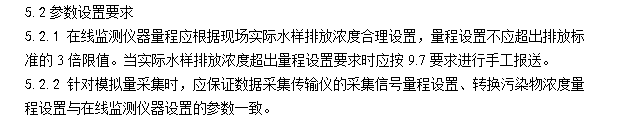 5.2参数设置要求
5.2.1 在线监测仪器量程应根据现场实际水样排放浓度合理设置，量程设置不应超出排放标
准的3倍限值。当实际水样排放浓度超出量程设置要求时应按9.7要求进行手工报送。
5.2.2 针对模拟量采集时，应保证数据采集传输仪的采集信号量程设置、转换污染物浓度量
程设置与在线监测仪器设置的参数一致。